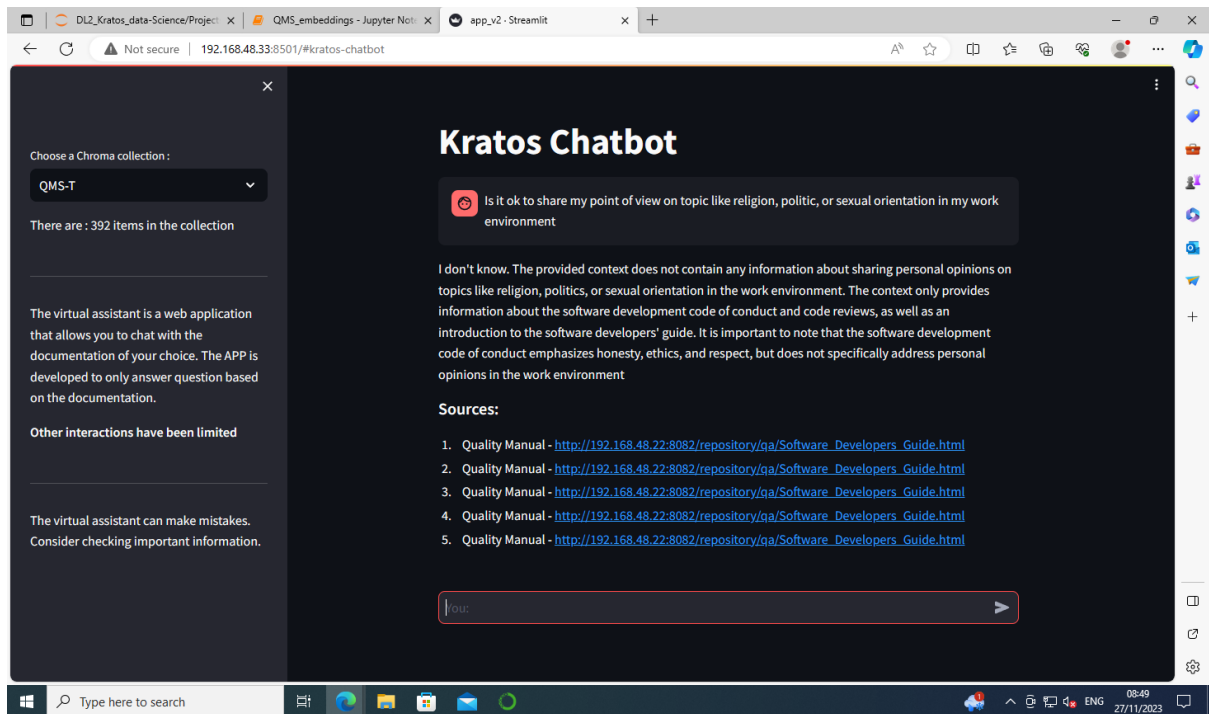 DL2_Kratos_data-Science/Project
QMS_embeddings - Jupyter Note
app_v2 · Streamlit
Not secure
192.168.48.33:8501/#kratos-chatbot
Choose a Chroma collection :
QMS-T
There are : 392 items in the collection
The virtual assistant is a web application
that allows you to chat with the
documentation of your choice. The APP is
developed to only answer question based
on the documentation.
Other interactions have been limited
The virtual assistant can make mistakes.
Consider checking important information.
Kratos Chatbot
Is it ok to share my point of view on topic like religion, politic, or sexual orientation in my work
environment
I don't know. The provided context does not contain any information about sharing personal opinions on
topics like religion, politics, or sexual orientation in the work environment. The context only provides
information about the software development code of conduct and code reviews, as well as an
introduction to the software developers' guide. It is important to note that the software development
code of conduct emphasizes honesty, ethics, and respect, but does not specifically address personal
opinions in the work environment
Sources:
1. Quality Manual - http://192.168.48.22:8082/repository/qa/Software_Developers_Guide.html
2. Quality Manual - http://192.168.48.22:8082/repository/qa/Software_Developers_Guide.html
3. Quality Manual - http://192.168.48.22:8082/repository/qa/Software_Developers_Guide.html
4. Quality Manual - http://192.168.48.22:8082/repository/qa/Software_Developers_Guide.html
5. Quality Manual - http://192.168.48.22:8082/repository/qa/Software_Developers_Guide.html
You:
Type here to search
ENG
08:49
27/11/2023